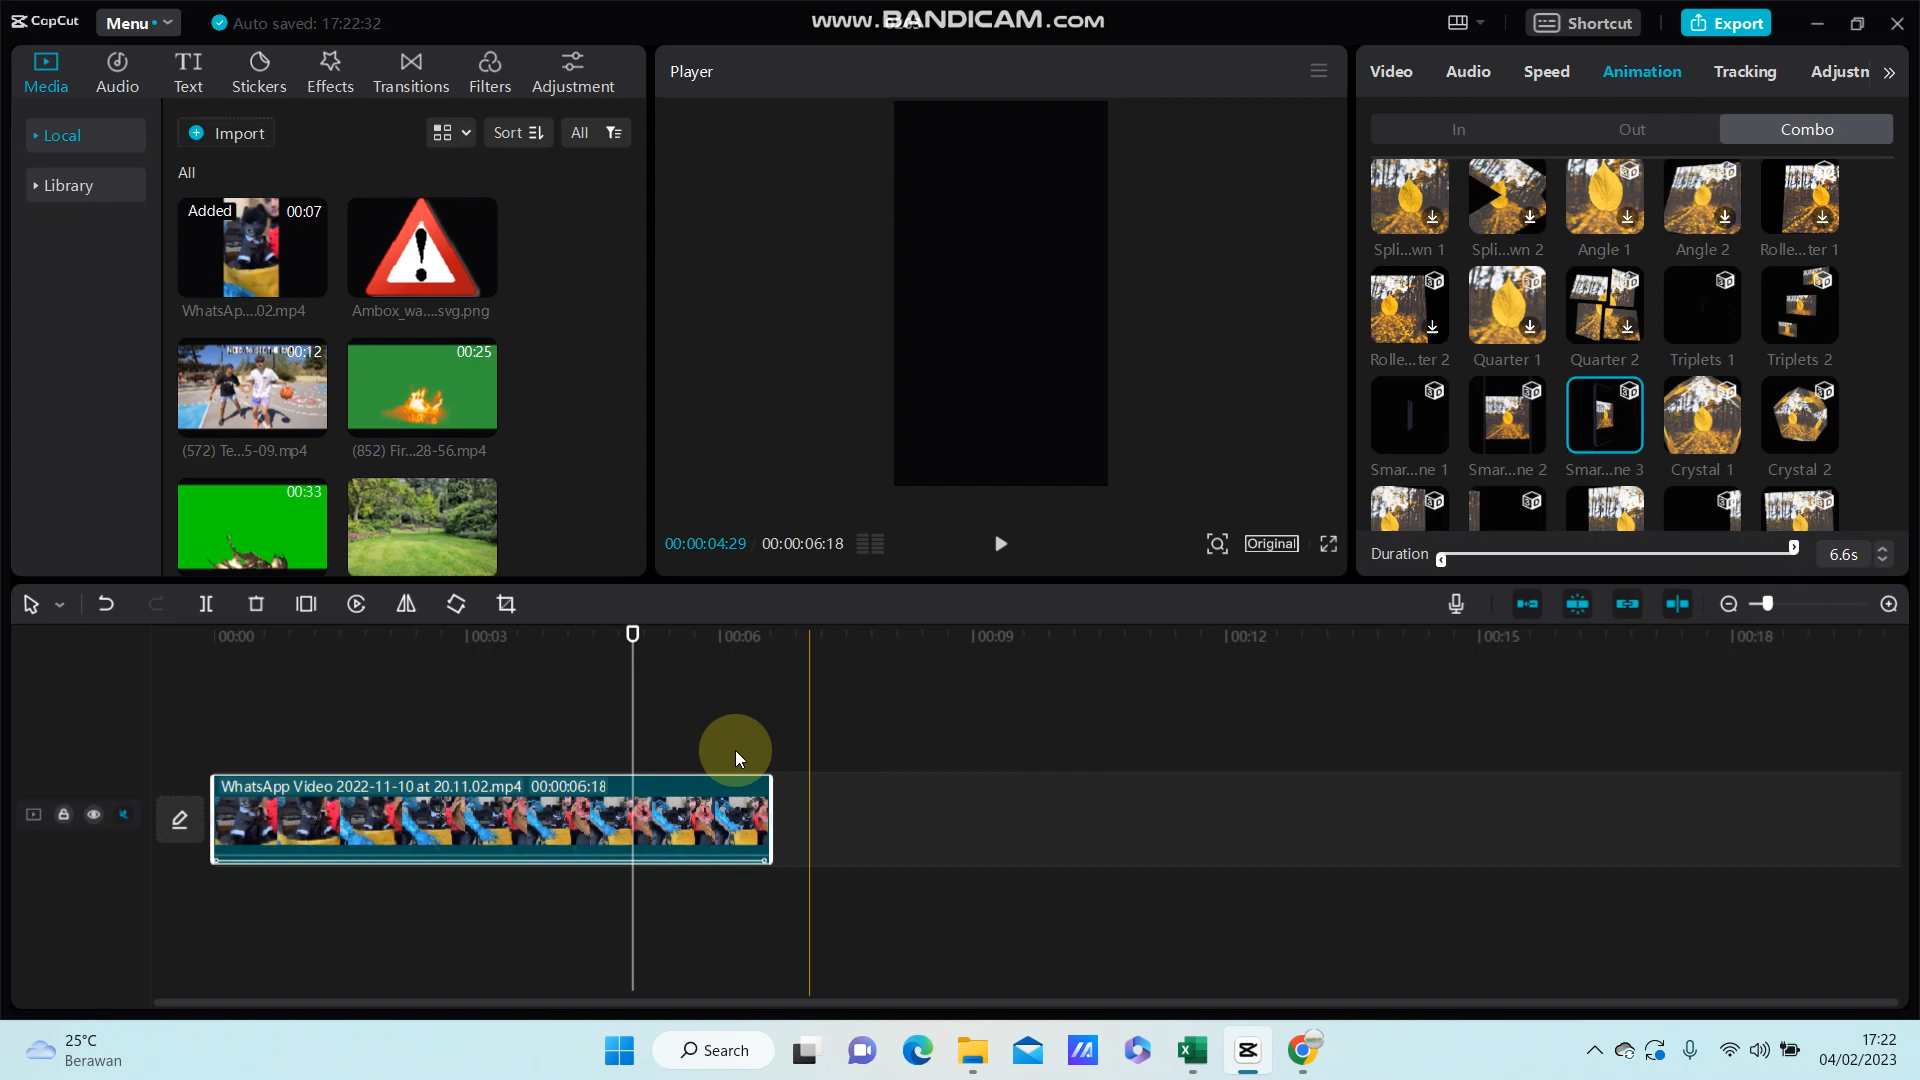 CapCut
Menu
Auto saved: 17:22:32
www.BANDICAM.com
Shortcut
Export
Media
Audio
Text
Stickers
Effects
Transitions
Filters
Adjustment
Local
Library
Import
Sort
All
All
Added
00:07
WhatsAp....02.mp4
Ambox_wa....svg.png
00:12
(572) Te...5-09.mp4
00:25
(852) Fir...28-56.mp4
00:33
Player
00:00:04:29
00:00:06:18
Original
Video
Audio
Speed
Animation
Tracking
Adjustn
In
Out
Combo
Spli...wn 1
Spli...wn 2
Angle 1
Angle 2
Rolle...ter 1
Rolle...ter 2
Quarter 1
Quarter 2
Triplets 1
Triplets 2
Smar...ne 1
Smar...ne 2
Smar...ne 3
Crystal 1
Crystal 2
Duration
6.6s
00:00
00:03
00:06
00:09
00:12
00:15
00:18
WhatsApp Video 2022-11-10 at 20.11.02.mp4 00:00:06:18
25°C
Berawan
Search
17:22
04/02/2023